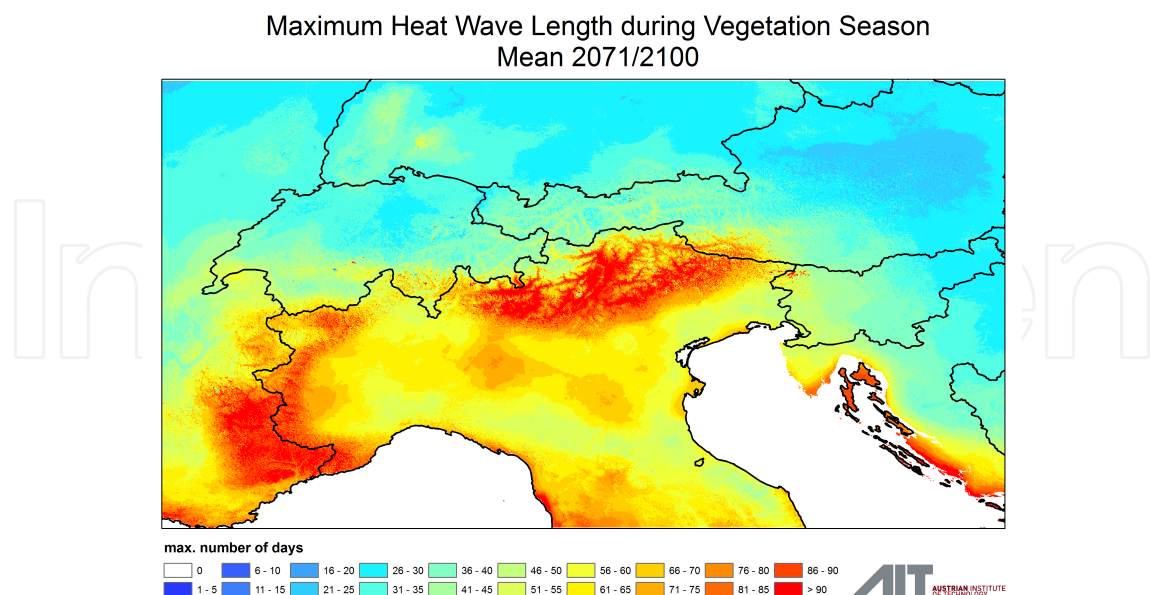 Maximum Heat Wave Length during Vegetation Season
Mean 2071/2100
max. number of days
0 6 - 10 16 - 20 26 - 30 36 - 40 46 - 50 56 - 60 66 - 70 76 - 80 86 - 90
1 - 5 11 - 15 21 - 25 31 - 35 41 - 45 51 - 55 61 - 65 71 - 75 81 - 85 > 90
AIT
AUSTRIAN INSTITUTE
OF TECHNOLOGY